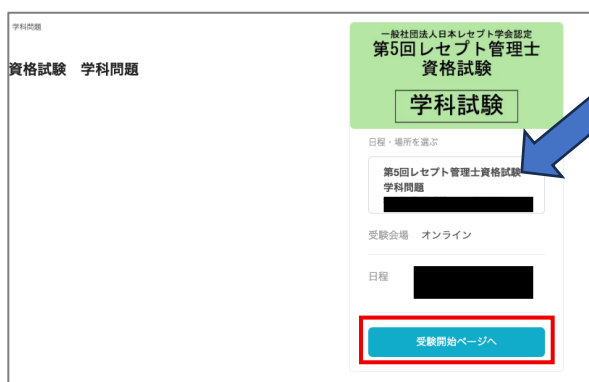 学科問題
資格試験　学科問題
一般社団法人日本レセプト学会認定
第5回レセプト管理士
資格試験
学科試験
日程・場所を選ぶ
第5回レセプト管理士資格試験
学科問題
受験会場　オンライン
日程
受験開始ページへ